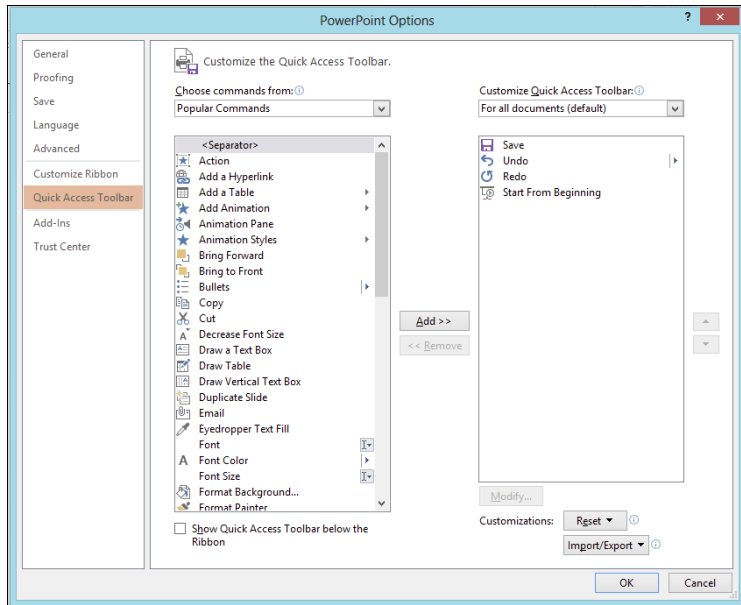 PowerPoint Options
?
General
Proofing
Save
Language
Advanced
Customize Ribbon
Quick Access Toolbar
Add-Ins
Trust Center
Customize the Quick Access Toolbar.
Choose commands from:
Popular Commands
<Separator>
Action
Add a Hyperlink
Add a Table
Add Animation
Animation Pane
Animation Styles
Bring Forward
Bring to Front
Bullets
Copy
Cut
Decrease Font Size
Draw a Text Box
Draw Table
Draw Vertical Text Box
Duplicate Slide
Email
Eyedropper Text Fill
Font
Font Color
Font Size
Format Background...
Format Painter
Show Quick Access Toolbar below the
Ribbon
Add >>
<< Remove
Customize Quick Access Toolbar:
For all documents (default)
Save
Undo
Redo
Start From Beginning
Modify...
Customizations: Reset
Import/Export
OK Cancel